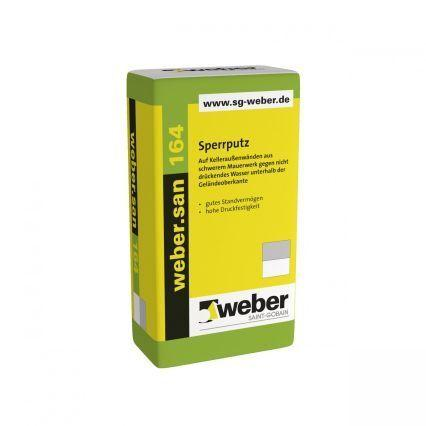 www.sg-weber.de
weber.san 164
weber.san 164
Sperrputz
Auf Kelleraußenwänden aus
schwerem Mauerwerk gegen nicht
drückendes Wasser unterhalb der
Geländeoberkante
• gutes Standvermögen
• hohe Druckfestigkeit
weber
SAINT-GOBAIN